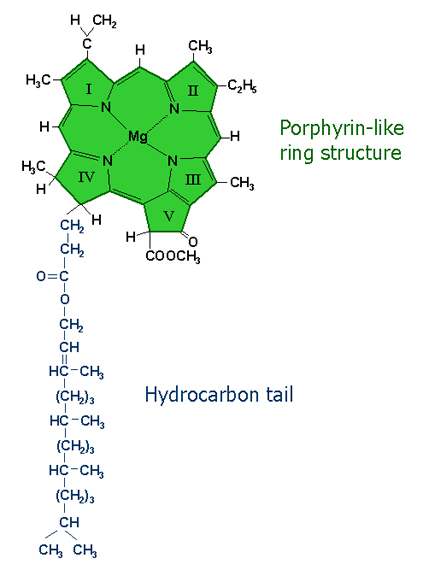 H CH₂
C
H
CH₃
H₃C
I
II
C₂H₅
N
N
H
Mg
H
H₃C
N
N
H
IV
III
CH₃
V
H
H
O
COOCH₃
CH₂
CH₂
O=C
O
CH₂
CH
HC-CH₃
(CH₂)₃
HC-CH₃
(CH₂)₃
HC-CH₃
(CH₂)₃
CH
CH₃ CH₃
Porphyrin-like
ring structure
Hydrocarbon tail